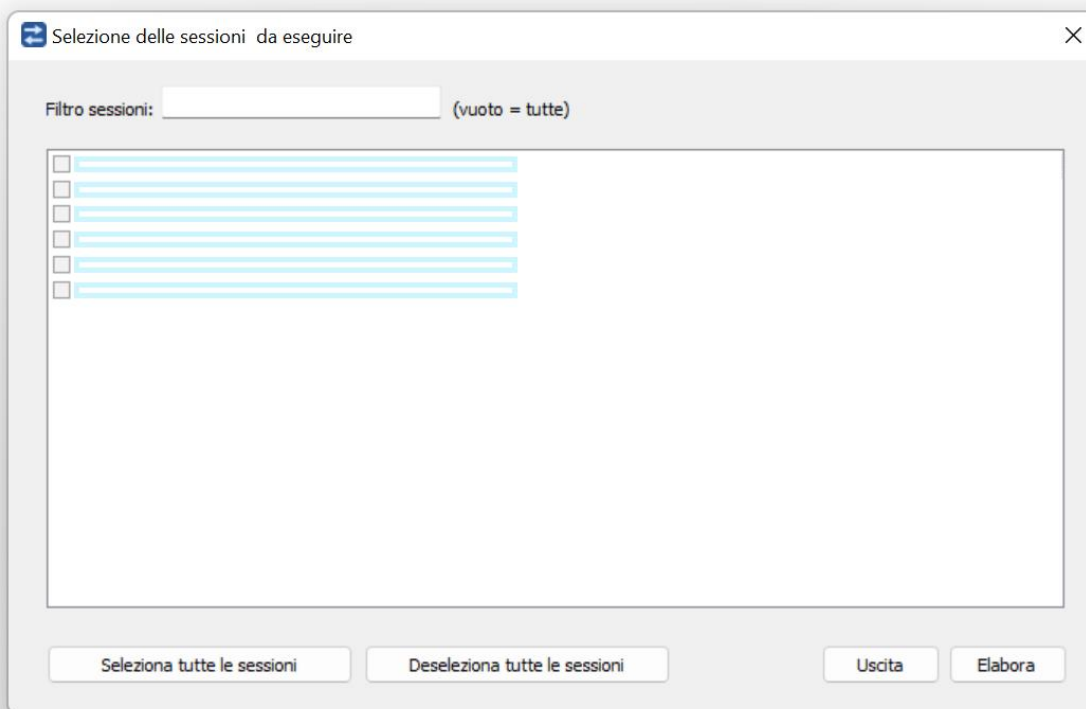 Selezione delle sessioni  da eseguire
Filtro sessioni: (vuoto = tutte)
Seleziona tutte le sessioni Deseleziona tutte le sessioni Uscita Elabora